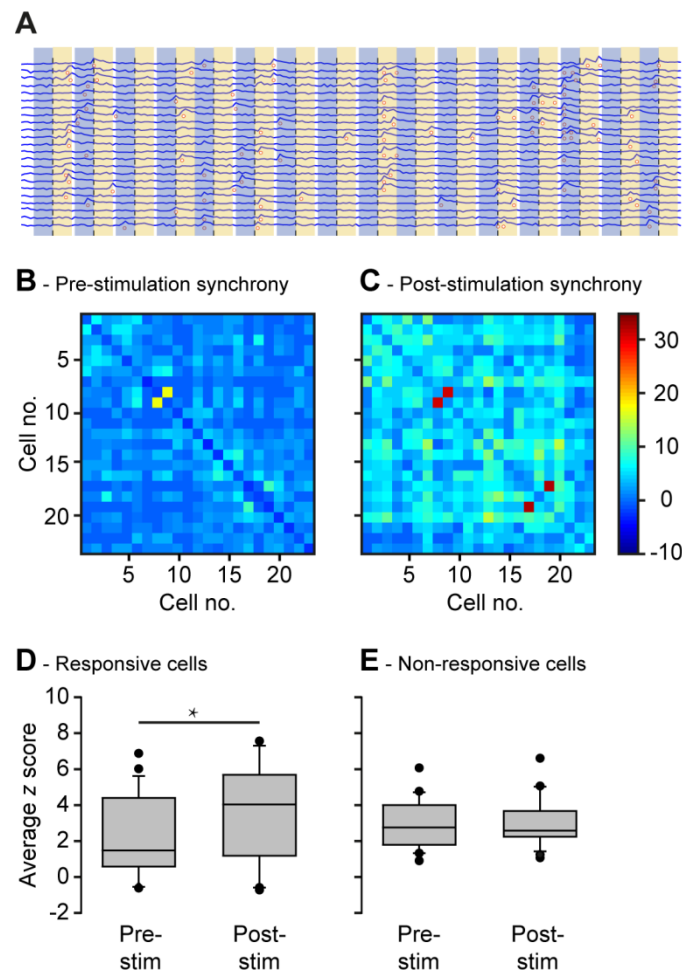 A
B - Pre-stimulation synchrony
C - Post-stimulation synchrony
Cell no.
5
10
15
20
5 10 15 20
Cell no.
5 10 15 20
Cell no.
30
20
10
0
-10
D - Responsive cells
E - Non-responsive cells
Average z score
10
8
6
4
2
0
-2
*
Pre-
stim
Post-
stim
Pre-
stim
Post-
stim